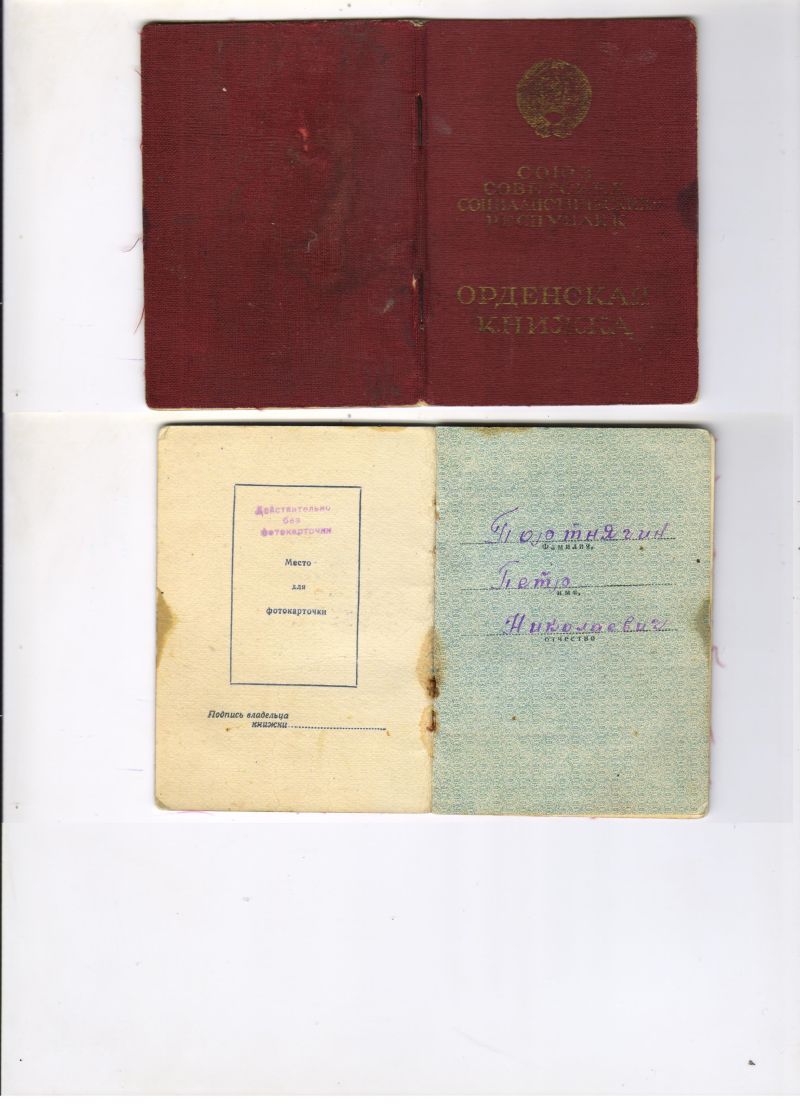 СОЮЗ
СОВЕТСКИХ
СОЦИАЛИСТИЧЕСКИХ
РЕСПУБЛИК
ОРДЕНСКАЯ
КНИЖКА
Действительно
без
фотокарточки
Место
для
фотокарточки
Подпись владельца
книжки
Портнягин
Фамилия,
Петр
имя,
Николаевич
отчество